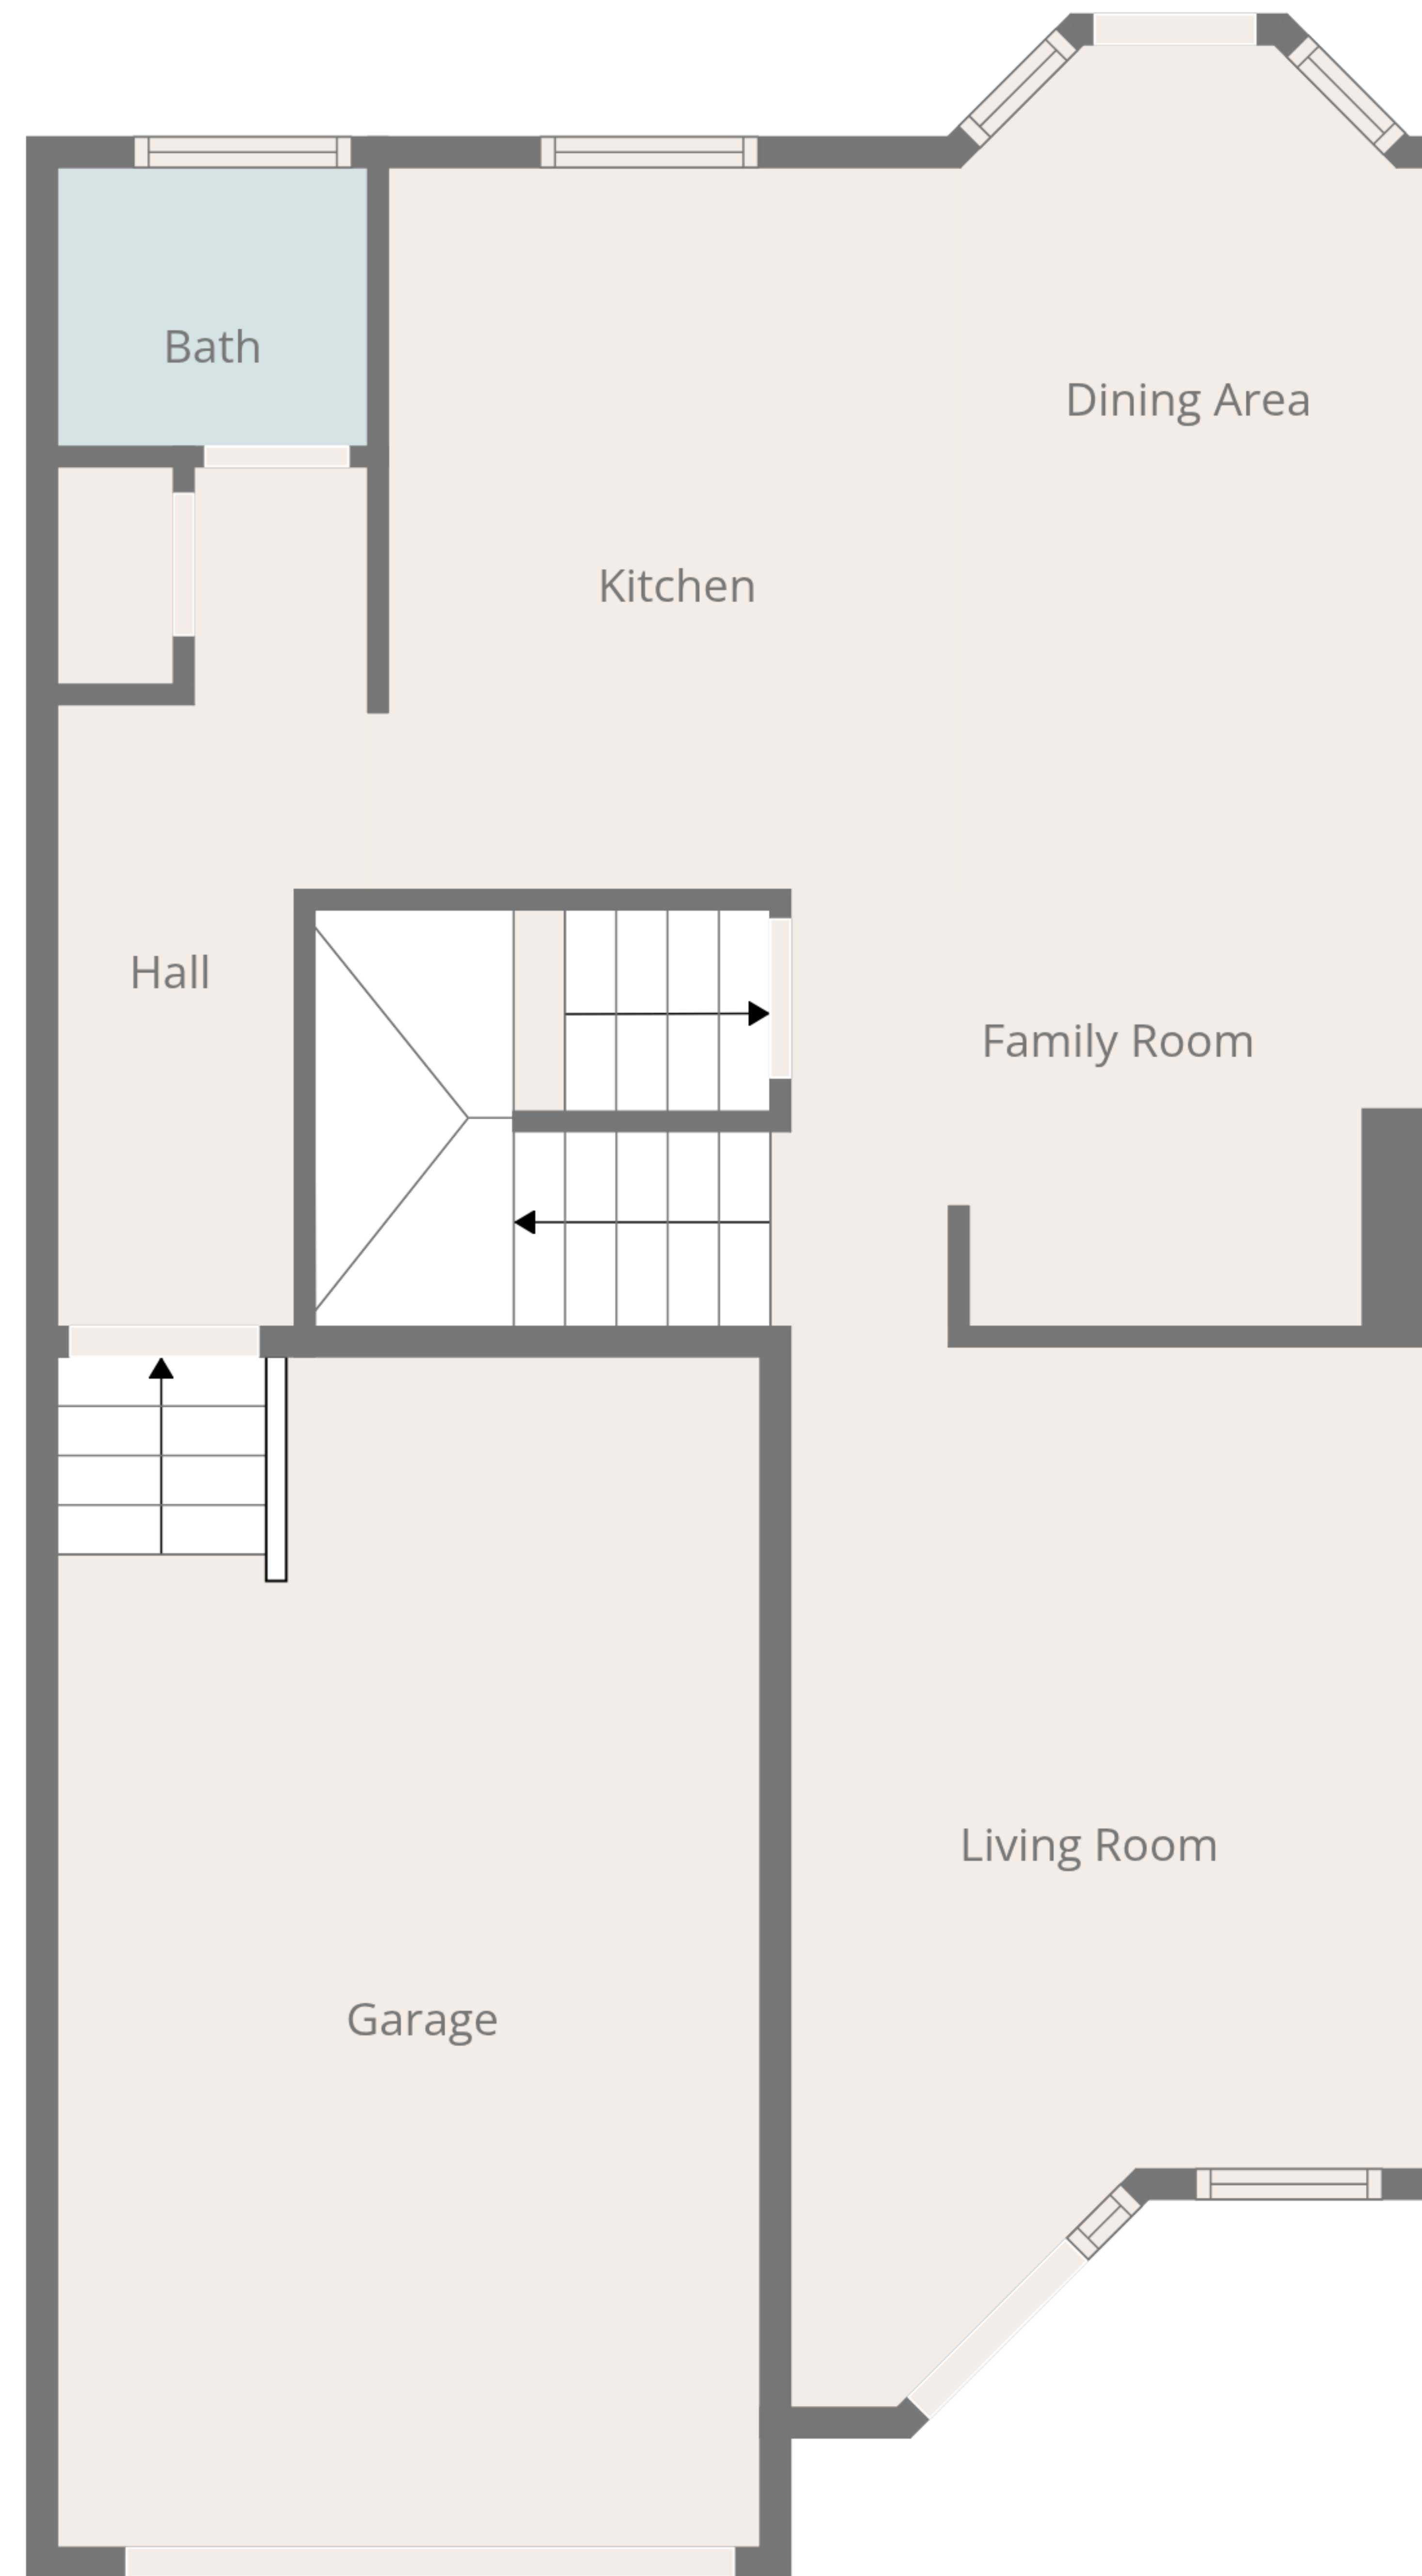 Bath
Dining Area
Kitchen
Hall
Family Room
Living Room
Garage